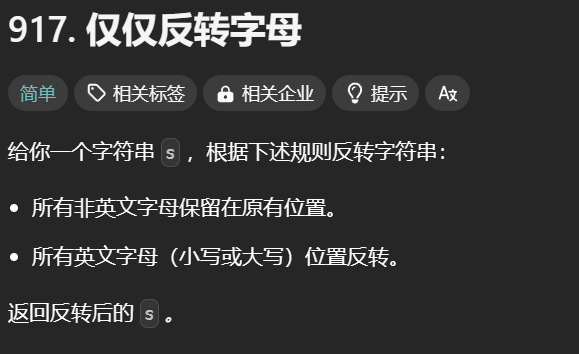 917. 仅仅反转字母
简单 相关标签 相关企业 提示 A文
给你一个字符串 s ，根据下述规则反转字符串：
• 所有非英文字母保留在原有位置。
• 所有英文字母（小写或大写）位置反转。
返回反转后的 s 。